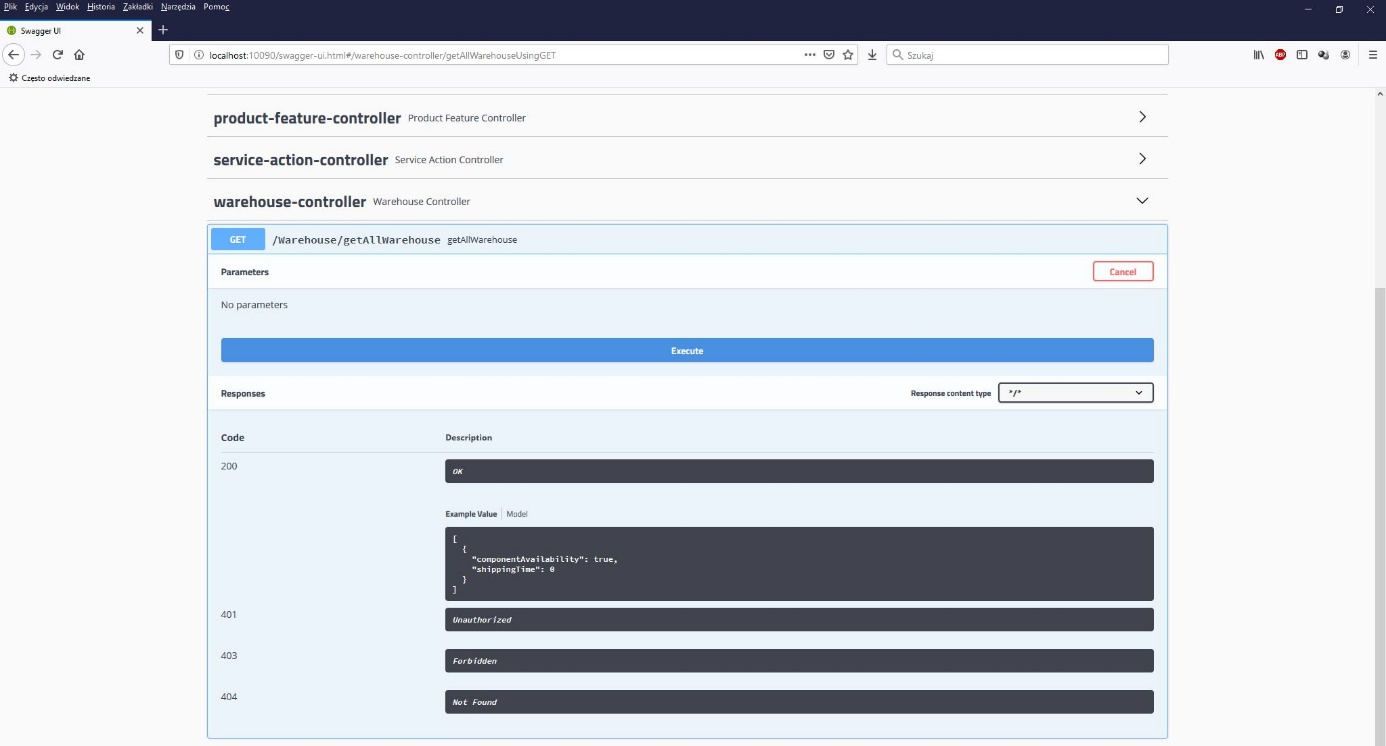 Plik Edycja Widok Historia Zakładki Narzędzia Pomoc
Swagger UI
localhost:10090/swagger-ui.html#/warehouse-controller/getAllWarehouseUsingGET
Szukaj
ABP
Często odwiedzane
product-feature-controller Product Feature Controller
service-action-controller Service Action Controller
warehouse-controller Warehouse Controller
GET /Warehouse/getAllWarehouse getAllWarehouse
Parameters Cancel
No parameters
Execute
Responses Response content type */*
Code Description
200 OK
Example Value Model
[
{
"componentAvailability": true,
"shippingTime": 0
}
]
401 Unauthorized
403 Forbidden
404 Not Found